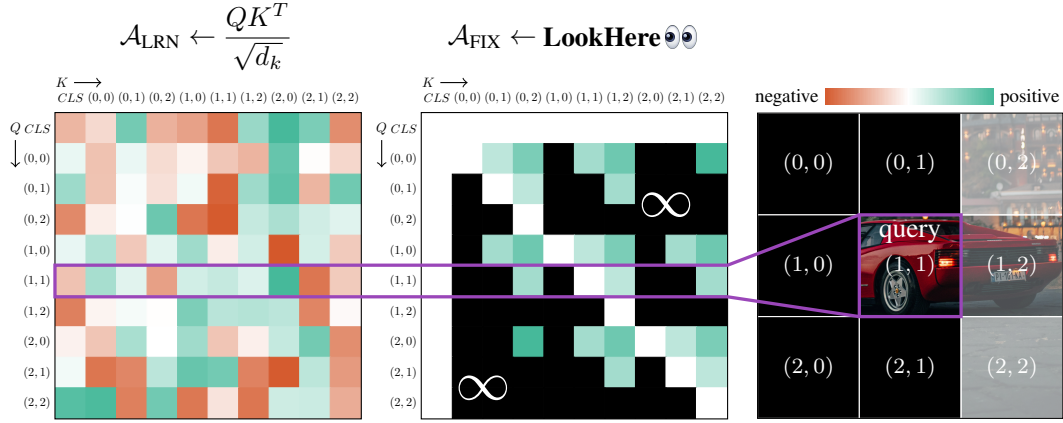 𝒜_LRN ← QK^T / √d_k
𝒜_FIX ← LookHere👀
K →
CLS (0, 0) (0, 1) (0, 2) (1, 0) (1, 1) (1, 2) (2, 0) (2, 1) (2, 2)
Q CLS
↓ (0, 0)
(0, 1)
(0, 2)
(1, 0)
(1, 1)
(1, 2)
(2, 0)
(2, 1)
(2, 2)
K →
CLS (0, 0) (0, 1) (0, 2) (1, 0) (1, 1) (1, 2) (2, 0) (2, 1) (2, 2)
Q CLS
↓ (0, 0)
(0, 1)
(0, 2)
(1, 0)
(1, 1)
(1, 2)
(2, 0)
(2, 1)
(2, 2)
∞
∞
negative positive
(0, 0) (0, 1) (0, 2)
query
(1, 0) (1, 1) (1, 2)
(2, 0) (2, 1) (2, 2)